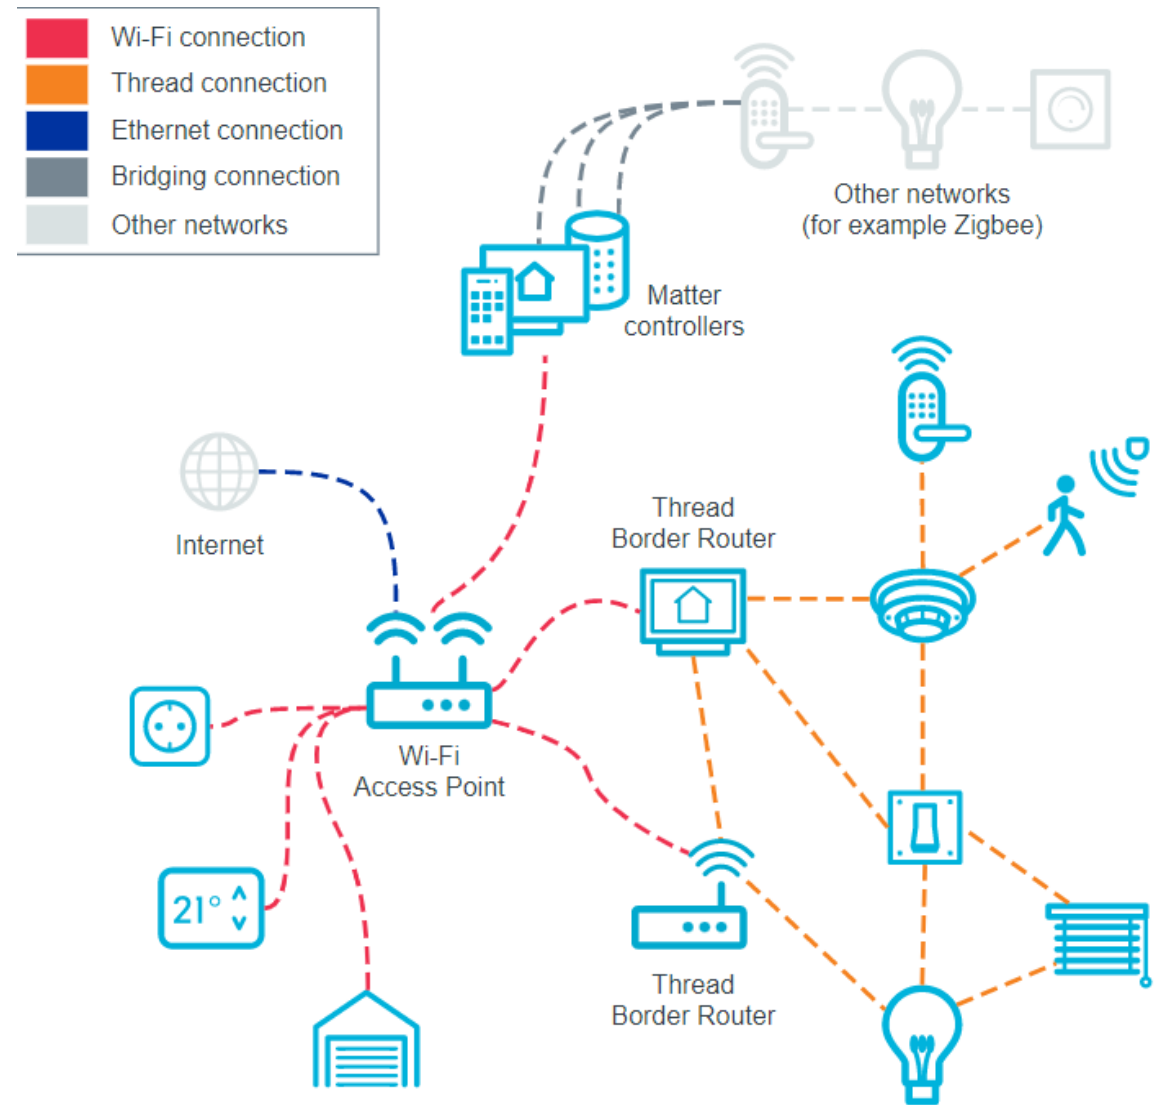 Wi-Fi connection
Thread connection
Ethernet connection
Bridging connection
Other networks
Other networks
(for example Zigbee)
Matter
controllers
Internet
Thread
Border Router
Wi-Fi
Access Point
21°
Thread
Border Router